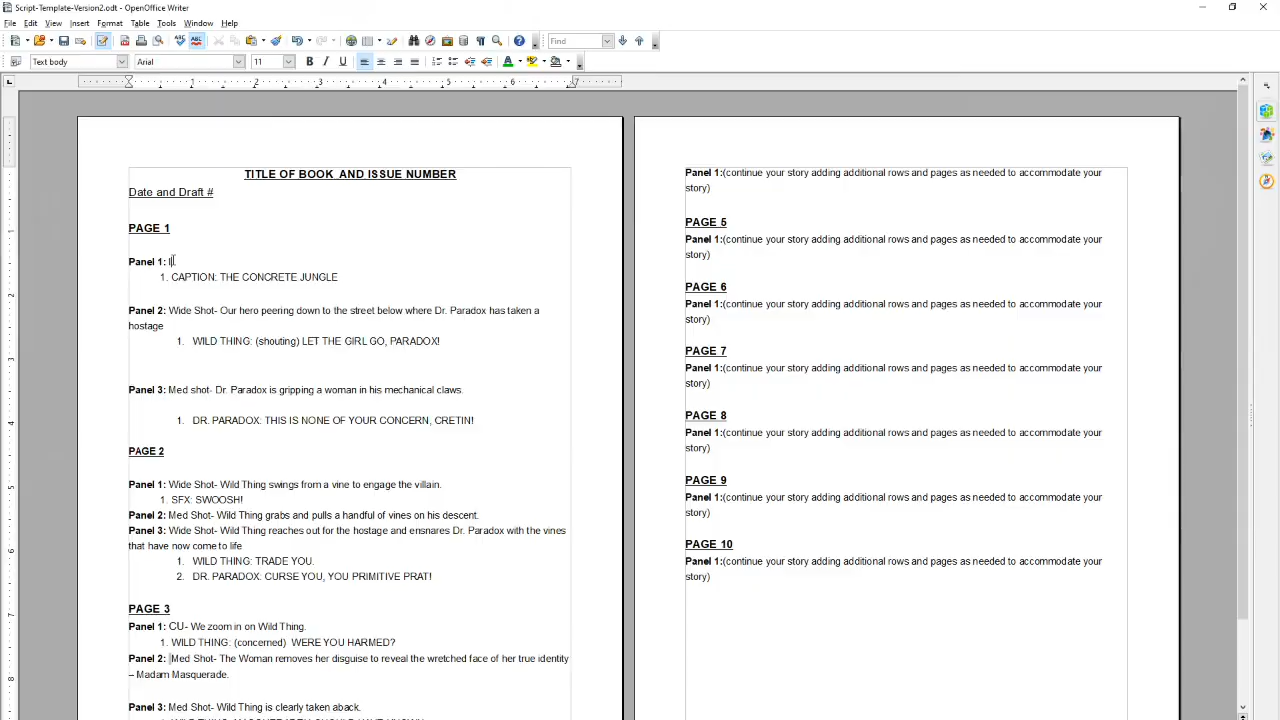 Script-Template-Version2.odt - OpenOffice Writer
File Edit View Insert Format Table Tools Window Help
Find
Text body Arial 11
1 2 3 4 5 6 7
TITLE OF BOOK AND ISSUE NUMBER
Date and Draft #
PAGE 1
Panel 1:
1. CAPTION: THE CONCRETE JUNGLE
Panel 2: Wide Shot- Our hero peering down to the street below where Dr. Paradox has taken a
hostage
1. WILD THING: (shouting) LET THE GIRL GO, PARADOX!
Panel 3: Med shot- Dr. Paradox is gripping a woman in his mechanical claws.
1. DR. PARADOX: THIS IS NONE OF YOUR CONCERN, CRETIN!
PAGE 2
Panel 1: Wide Shot- Wild Thing swings from a vine to engage the villain.
1. SFX: SWOOSH!
Panel 2: Med Shot- Wild Thing grabs and pulls a handful of vines on his descent.
Panel 3: Wide Shot- Wild Thing reaches out for the hostage and ensnares Dr. Paradox with the vines
that have now come to life
1. WILD THING: TRADE YOU.
2. DR. PARADOX: CURSE YOU, YOU PRIMITIVE PRAT!
PAGE 3
Panel 1: CU- We zoom in on Wild Thing.
1. WILD THING: (concerned) WERE YOU HARMED?
Panel 2: Med Shot- The Woman removes her disguise to reveal the wretched face of her true identity
– Madam Masquerade.
Panel 3: Med Shot- Wild Thing is clearly taken aback.
Panel 1:(continue your story adding additional rows and pages as needed to accommodate your
story)
PAGE 5
Panel 1:(continue your story adding additional rows and pages as needed to accommodate your
story)
PAGE 6
Panel 1:(continue your story adding additional rows and pages as needed to accommodate your
story)
PAGE 7
Panel 1:(continue your story adding additional rows and pages as needed to accommodate your
story)
PAGE 8
Panel 1:(continue your story adding additional rows and pages as needed to accommodate your
story)
PAGE 9
Panel 1:(continue your story adding additional rows and pages as needed to accommodate your
story)
PAGE 10
Panel 1:(continue your story adding additional rows and pages as needed to accommodate your
story)